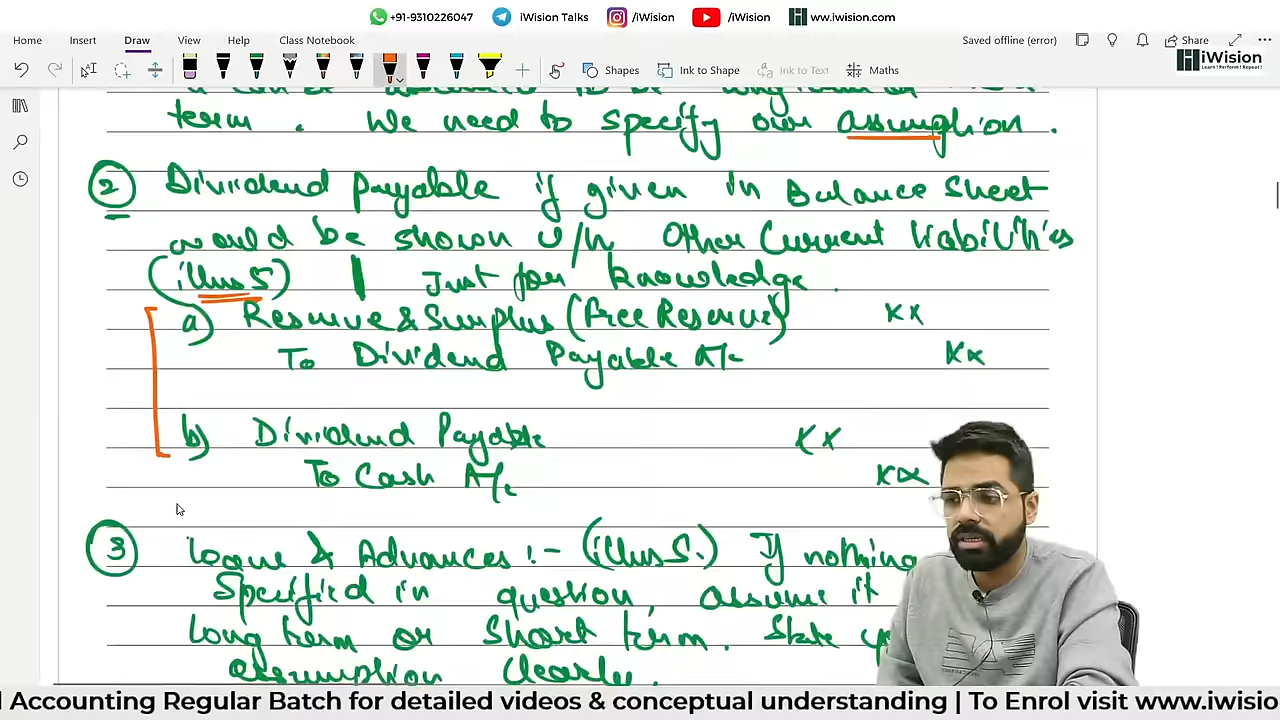 +91-9310226047 iWision Talks /iWision /iWision ww.iwision.com
Home Insert Draw View Help Class Notebook Saved offline (error) Share
Shapes Ink to Shape Ink to Text Maths
iWision
Learn ! Perform ! Repeat !
term. We need to specify own assumption.
② Dividend payable if given in Balance Sheet
would be shown U/H Other Current liabilities
(illus 5) | Just for knowledge.
a) Reserve & Surplus (Free Reserve) xx
To Dividend Payable A/c xx
b) Dividend Payable xx
To Cash A/c xx
③ Loans & Advances :- (illus 5.) If nothing
Specified in question, assume it
long term or short term. State
assumption clearly.
Accounting Regular Batch for detailed videos & conceptual understanding | To Enrol visit www.iwisio